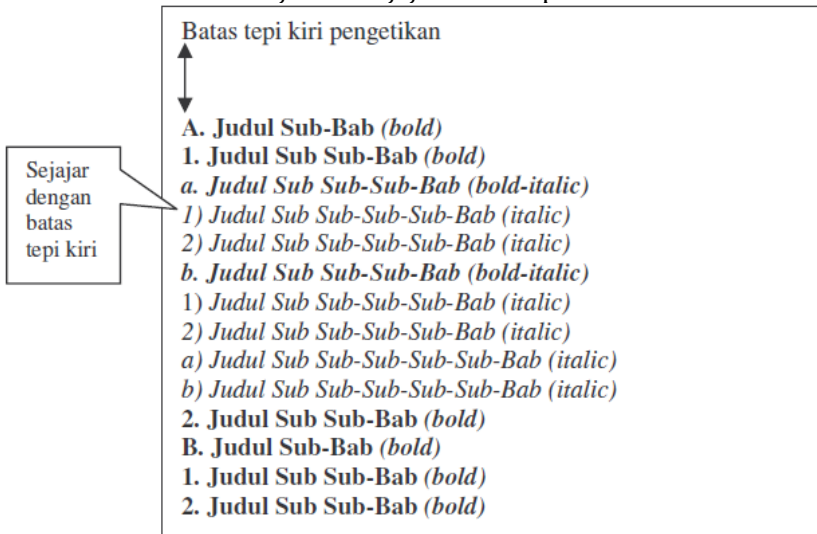 Batas tepi kiri pengetikan
A. Judul Sub-Bab (bold)
1. Judul Sub Sub-Bab (bold)
a. Judul Sub Sub-Sub-Bab (bold-italic)
1) Judul Sub Sub-Sub-Sub-Bab (italic)
2) Judul Sub Sub-Sub-Sub-Bab (italic)
b. Judul Sub Sub-Sub-Bab (bold-italic)
1) Judul Sub Sub-Sub-Sub-Bab (italic)
2) Judul Sub Sub-Sub-Sub-Bab (italic)
a) Judul Sub Sub-Sub-Sub-Sub-Bab (italic)
b) Judul Sub Sub-Sub-Sub-Sub-Bab (italic)
2. Judul Sub Sub-Bab (bold)
B. Judul Sub-Bab (bold)
1. Judul Sub Sub-Bab (bold)
2. Judul Sub Sub-Bab (bold)
Sejajar
dengan
batas
tepi kiri